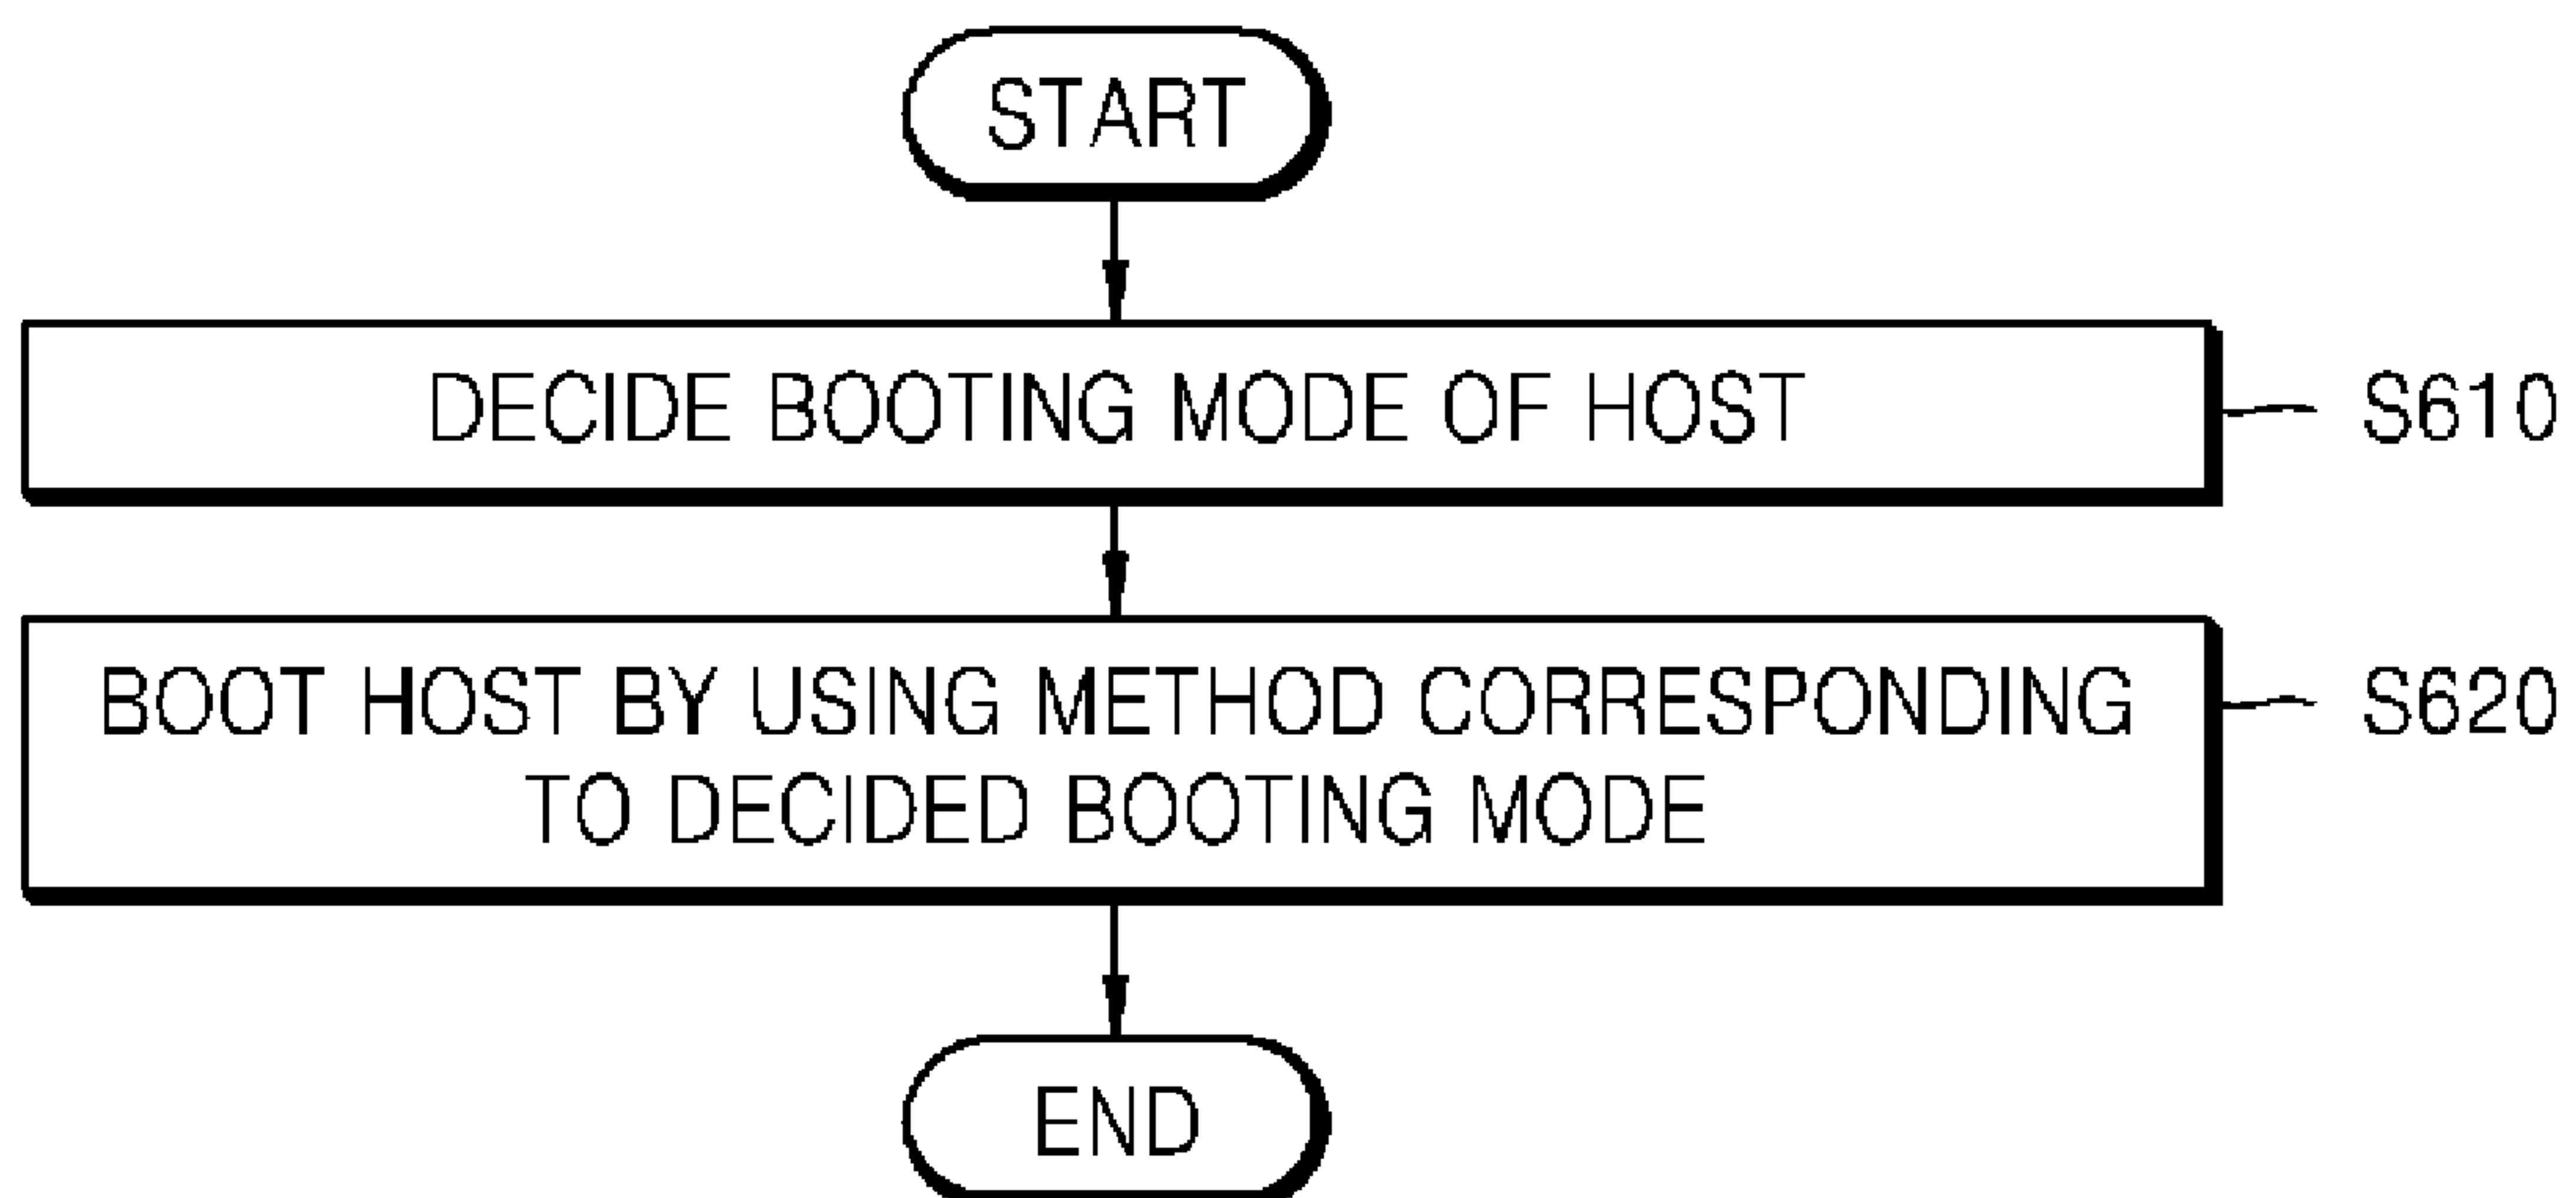 START
DECIDE BOOTING MODE OF HOST
S610
BOOT HOST BY USING METHOD CORRESPONDING
TO DECIDED BOOTING MODE
S620
END